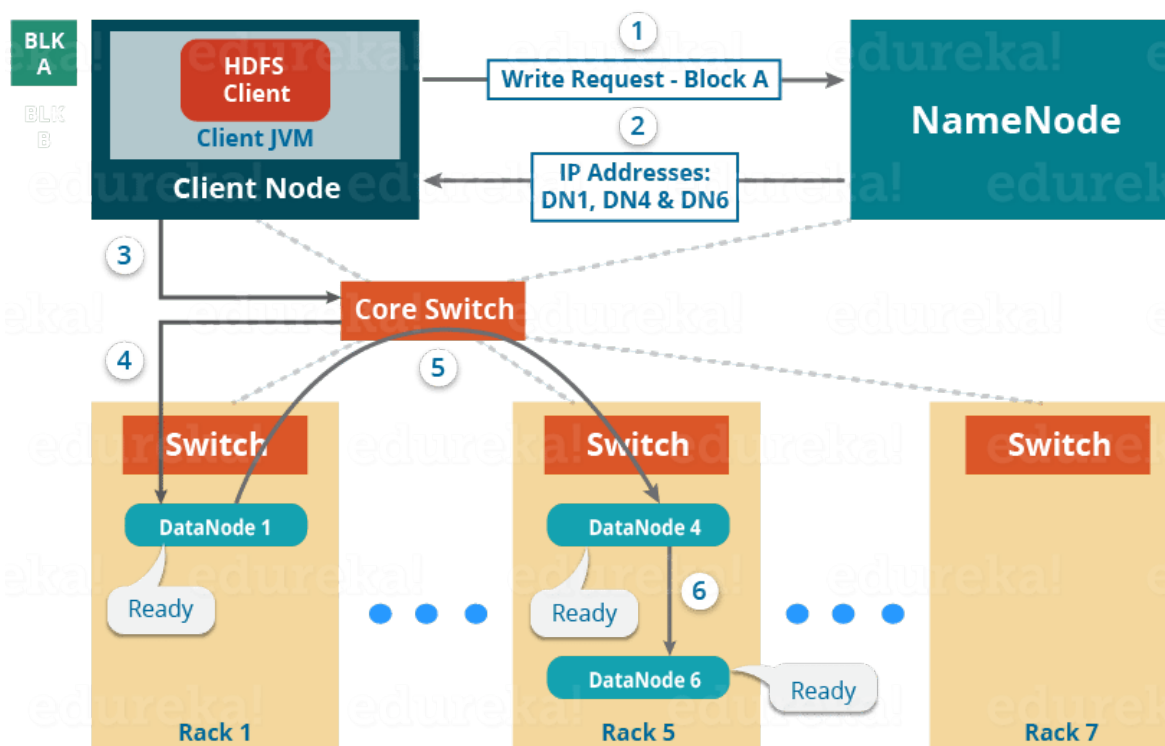 BLK
A
BLK
B
HDFS
Client
Client JVM
Client Node
1
Write Request - Block A
2
IP Addresses:
DN1, DN4 & DN6
NameNode
3
Core Switch
4
5
Switch
DataNode 1
Ready
Rack 1
Switch
DataNode 4
Ready
6
DataNode 6
Ready
Rack 5
Switch
Rack 7
edureka!